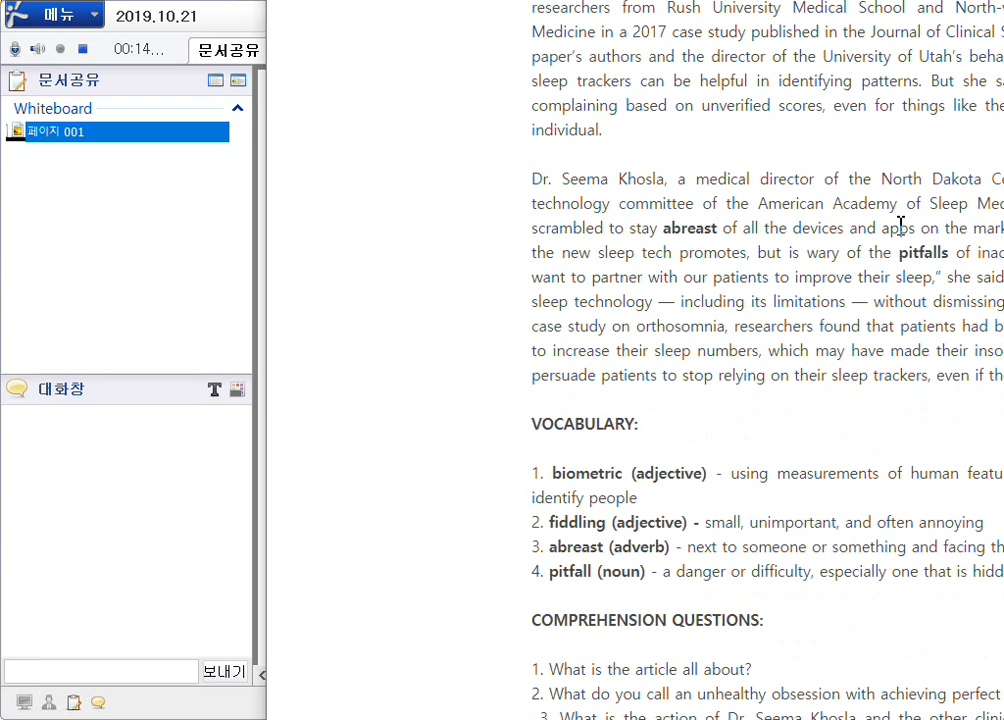 메뉴 2019.10.21
00:14... 문서공유
문서공유
Whiteboard
페이지 001
대화창
보내기
researchers from Rush University Medical School and North-
Medicine in a 2017 case study published in the Journal of Clinical S
paper's authors and the director of the University of Utah's beha
sleep trackers can be helpful in identifying patterns. But she sa
complaining based on unverified scores, even for things like the
individual.
Dr. Seema Khosla, a medical director of the North Dakota Ce
technology committee of the American Academy of Sleep Med
scrambled to stay abreast of all the devices and apps on the mark
the new sleep tech promotes, but is wary of the pitfalls of inac
want to partner with our patients to improve their sleep,” she said
sleep technology — including its limitations — without dismissing
case study on orthosomnia, researchers found that patients had b
to increase their sleep numbers, which may have made their inso
persuade patients to stop relying on their sleep trackers, even if th
VOCABULARY:
1. biometric (adjective) - using measurements of human featu
identify people
2. fiddling (adjective) - small, unimportant, and often annoying
3. abreast (adverb) - next to someone or something and facing th
4. pitfall (noun) - a danger or difficulty, especially one that is hidd
COMPREHENSION QUESTIONS:
1. What is the article all about?
2. What do you call an unhealthy obsession with achieving perfect
3. What is the action of Dr. Seema Khosla and the other clini